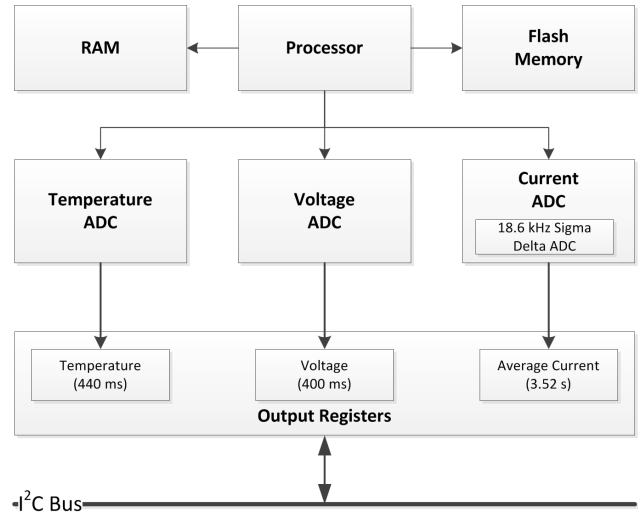 RAM
Processor
Flash
Memory
Temperature
ADC
Voltage
ADC
Current
ADC
18.6 kHz Sigma
Delta ADC
Temperature
(440 ms)
Voltage
(400 ms)
Average Current
(3.52 s)
Output Registers
I²C Bus